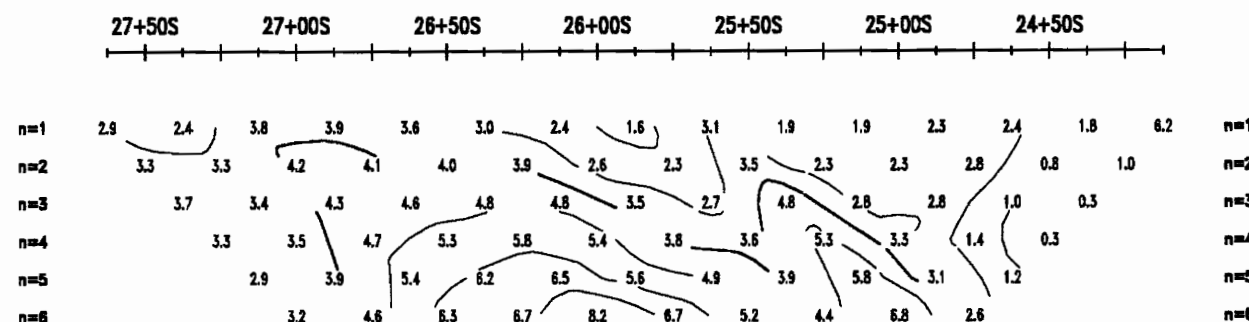 27+50S 27+00S 26+50S 26+00S 25+50S 25+00S 24+50S
n=1 2.9 2.4 3.8 3.9 3.6 3.0 2.4 1.6 3.1 1.9 1.9 2.3 2.4 1.8 6.2 n=1
n=2 3.3 3.3 4.2 4.1 4.0 3.9 2.6 2.3 3.5 2.3 2.3 2.8 0.8 1.0 n=2
n=3 3.7 3.4 4.3 4.6 4.8 4.8 3.5 2.7 4.8 2.8 2.8 1.0 0.3 n=3
n=4 3.3 3.5 4.7 5.3 5.8 5.4 3.8 3.6 5.3 3.3 1.4 0.3 n=4
n=5 2.9 3.9 5.4 6.2 6.5 5.6 4.9 3.9 5.8 3.1 1.2 n=5
n=6 3.2 4.6 6.3 6.7 8.2 6.7 5.2 4.4 6.8 2.6 n=6